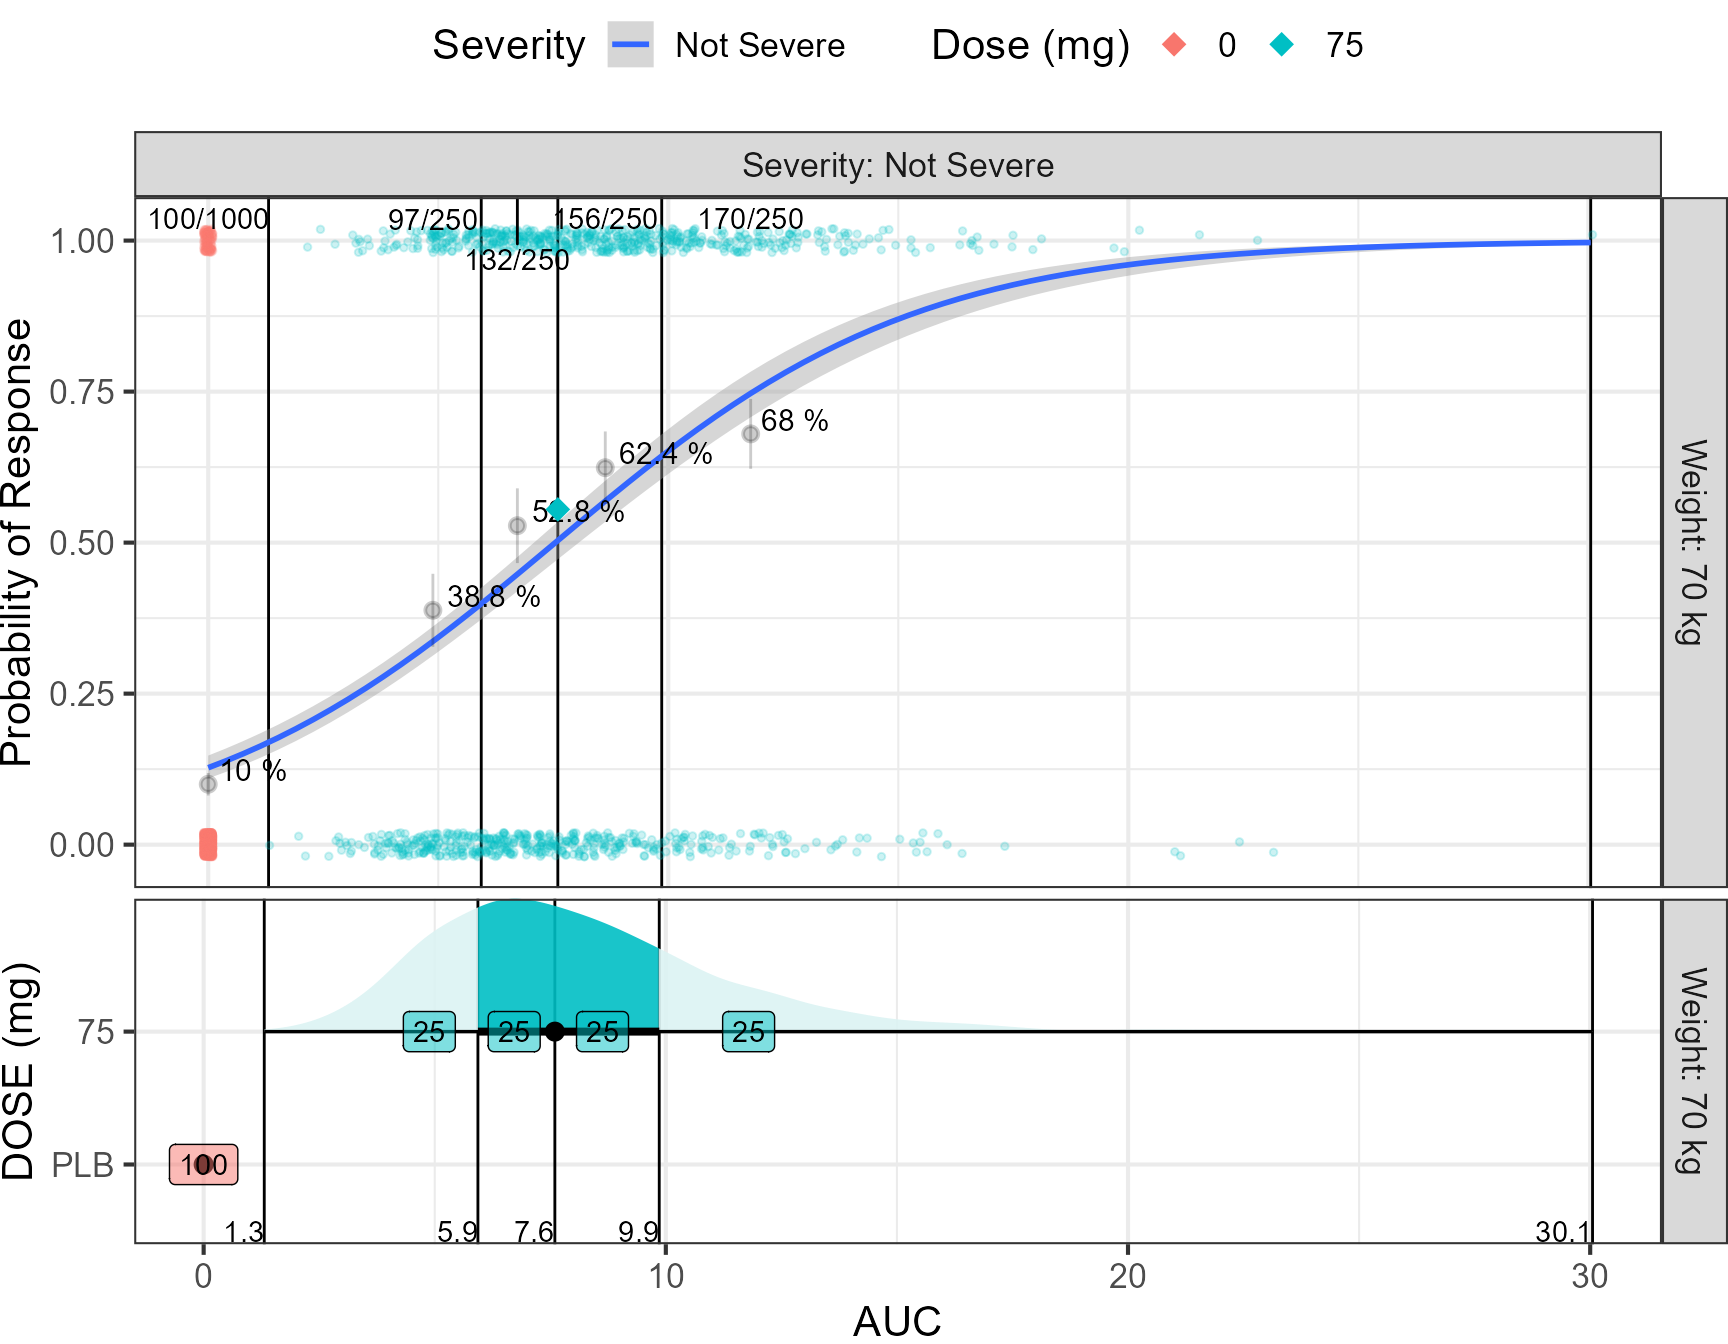 Severity Not Severe Dose (mg) 0 75
Severity: Not Severe
100/1000 97/250 156/250 170/250
132/250
1.00
0.75
0.50
0.25
0.00
Probability of Response
68 %
62.4 %
52.8 %
38.8 %
10 %
Weight: 70 kg
DOSE (mg)
75
PLB
25 25 25 25
100
1.3 5.9 7.6 9.9 30.1
Weight: 70 kg
0 10 20 30
AUC